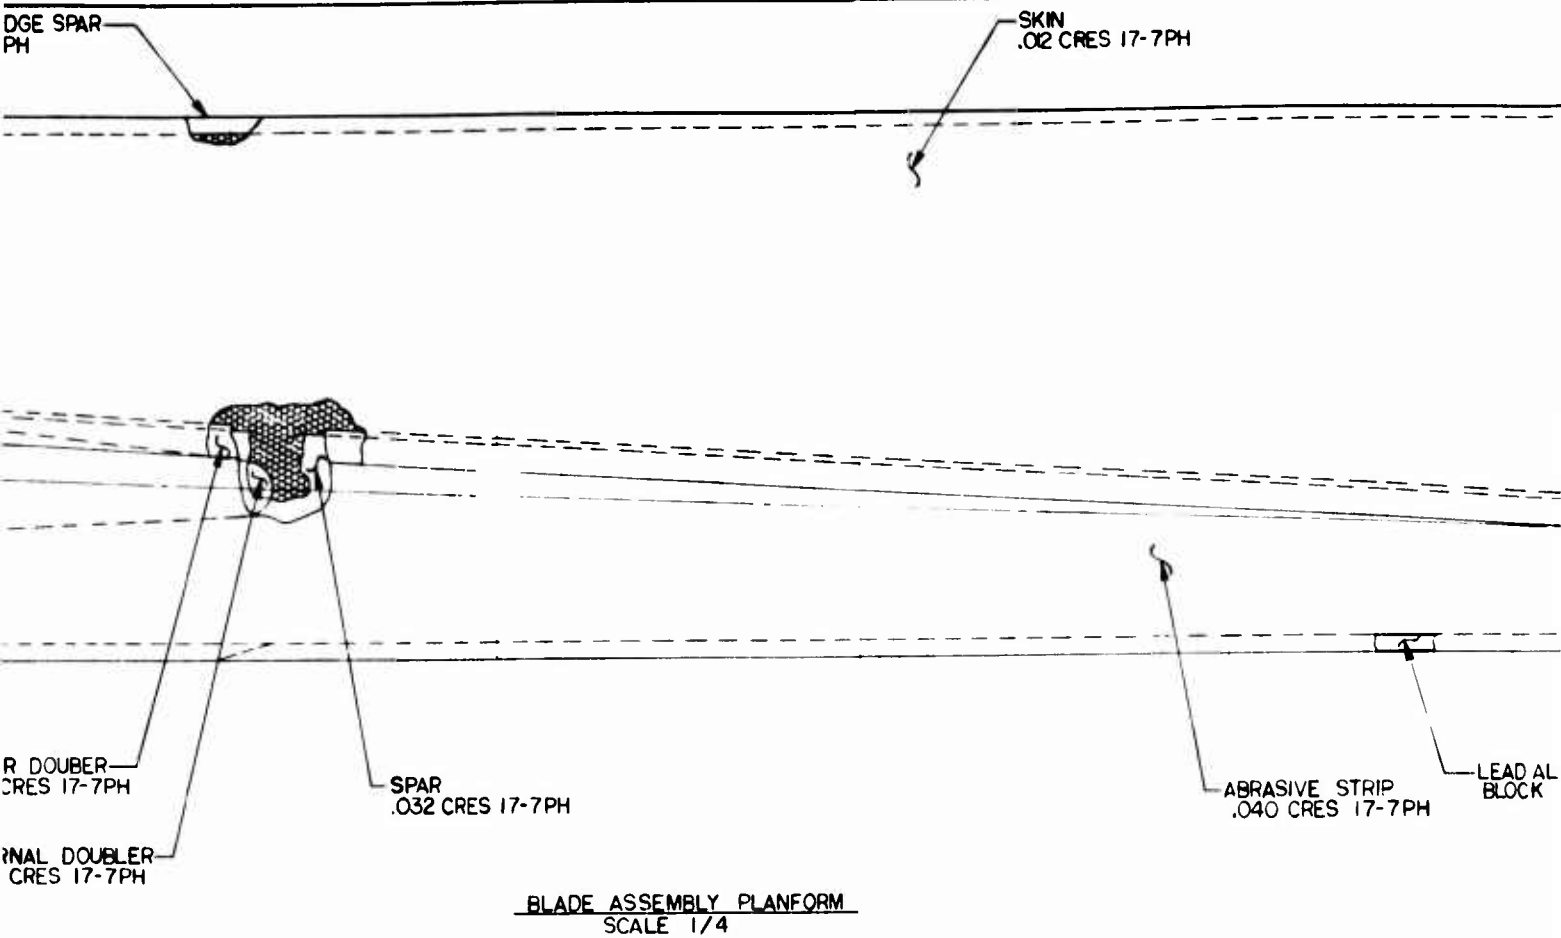 DGE SPAR
PH
SKIN
.012 CRES 17-7PH
R DOUBER
CRES 17-7PH
RNAL DOUBLER
CRES 17-7PH
SPAR
.032 CRES 17-7PH
ABRASIVE STRIP
.040 CRES 17-7PH
LEAD AL
BLOCK
BLADE ASSEMBLY PLANFORM
SCALE 1/4